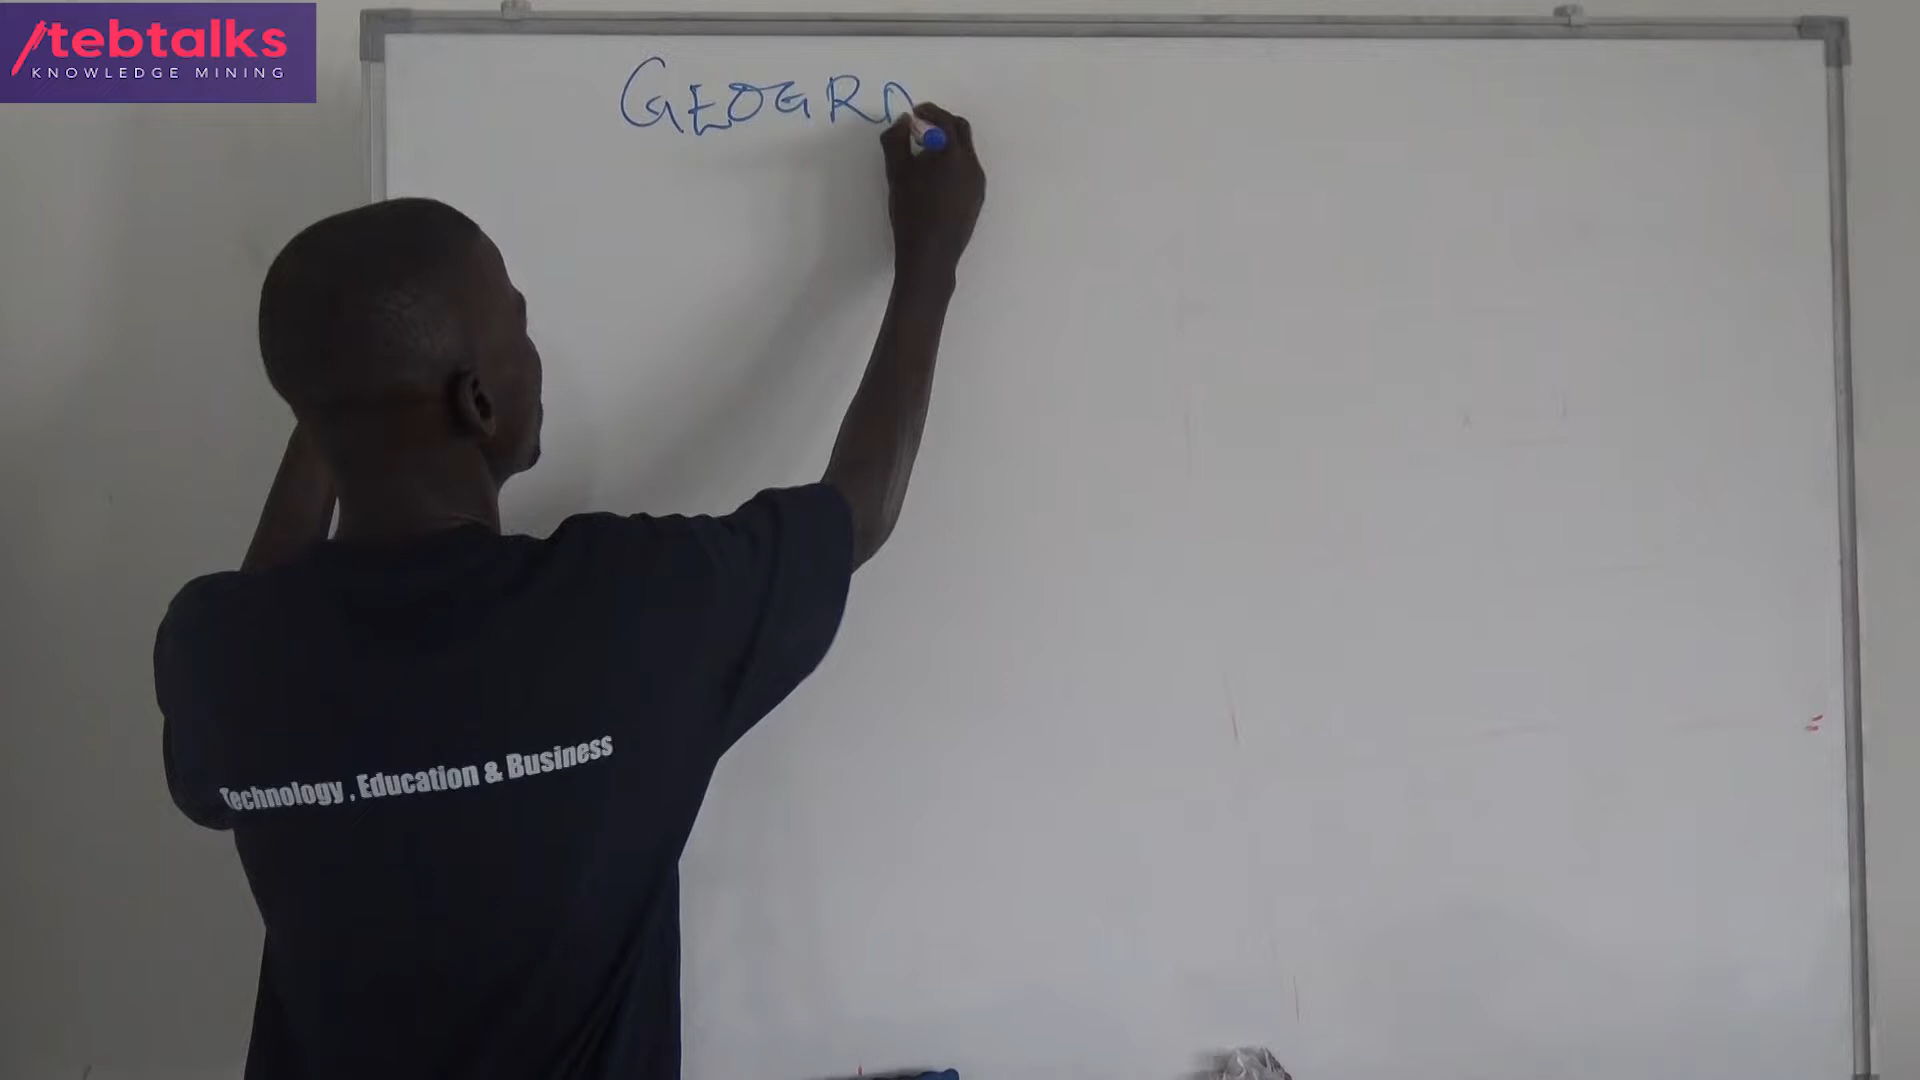 /tebtalks
KNOWLEDGE MINING
GEOGRA
Technology , Education & Business